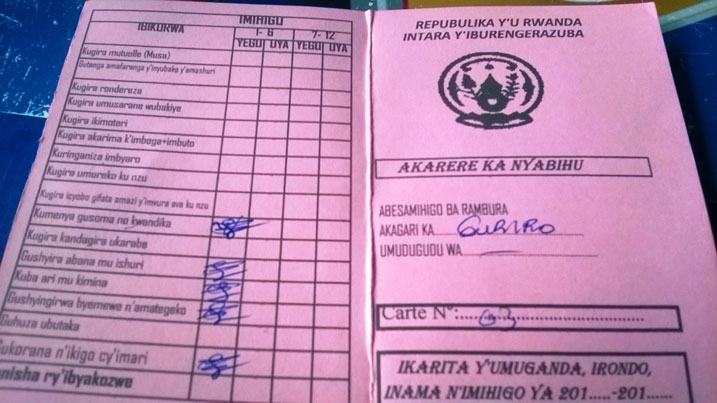 IBIKORWA
IMIHIGO
1- 6
7- 12
YEGO
OYA
YEGO
OYA
Kugira mutuelle (Musa)
Gutanga amafaranga y'inyubako y'amashuri
Kugira rondereza
Kugira umusarane wubakiye
Kugira ikimoteri
Kugira akarima k'imboga+imbuto
Kuringaniza imbyaro
Kugira umureko ku nzu
Kugira icyobo gifata amazi y'imvura ava ku nzu
Kumenya gusoma no kwandika
Kugira kandagira ukarabe
Gushyira abana mu ishuri
Kuba ari mu kimina
Gushyingirwa byemewe n'amategeko
Guhuza ubutaka
ukorana n'ikigo cy'imari
nisha ry'ibyakozwe
REPUBULIKA Y'U RWANDA
INTARA Y'IBURENGERAZUBA
AKARERE KA NYABIHU
ABESAMIHIGO BA RAMBURA
AKAGARI KA
UMUDUGUDU WA
Carte N°:
IKARITA Y'UMUGANDA, IRONDO,
INAMA N'IMIHIGO YA 201.....-201......